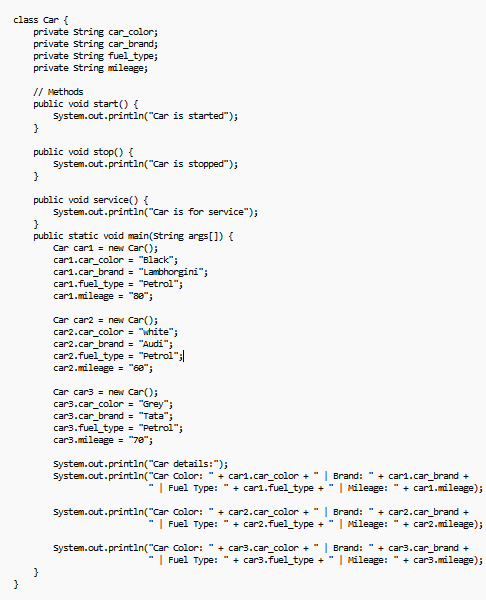 class Car {
    private String car_color;
    private String car_brand;
    private String fuel_type;
    private String mileage;

    // Methods
    public void start() {
        System.out.println("Car is started");
    }

    public void stop() {
        System.out.println("Car is stopped");
    }

    public void service() {
        System.out.println("Car is for service");
    }
    public static void main(String args[]) {
        Car car1 = new Car();
        car1.car_color = "Black";
        car1.car_brand = "Lambhorgini";
        car1.fuel_type = "Petrol";
        car1.mileage = "80";

        Car car2 = new Car();
        car2.car_color = "white";
        car2.car_brand = "Audi";
        car2.fuel_type = "Petrol";
        car2.mileage = "60";

        Car car3 = new Car();
        car3.car_color = "Grey";
        car3.car_brand = "Tata";
        car3.fuel_type = "Petrol";
        car3.mileage = "70";

        System.out.println("Car details:");
        System.out.println("Car Color: " + car1.car_color + " | Brand: " + car1.car_brand +
                           " | Fuel Type: " + car1.fuel_type + " | Mileage: " + car1.mileage);

        System.out.println("Car Color: " + car2.car_color + " | Brand: " + car2.car_brand +
                           " | Fuel Type: " + car2.fuel_type + " | Mileage: " + car2.mileage);

        System.out.println("Car Color: " + car3.car_color + " | Brand: " + car3.car_brand +
                           " | Fuel Type: " + car3.fuel_type + " | Mileage: " + car3.mileage);
    }
}